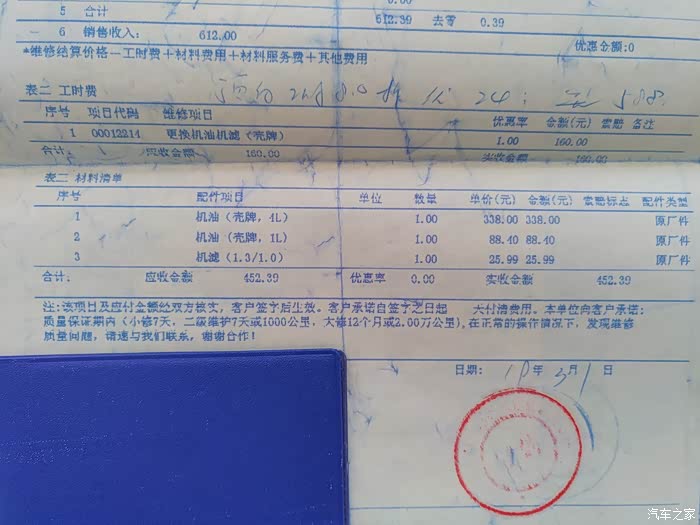 5 合计 612.39 去零 0.39
6 销售收入: 612.00 优惠金额:0
*维修结算价格=工时费+材料费用+材料服务费+其他费用
表二 工时费
序号 项目代码 维修项目 优惠率 金额(元) 索赔 备注
1 00012214 更换机油机滤(壳牌) 1.00 160.00
合计: 应收金额 160.00 实收金额 160.00
表三 材料清单
序号 配件项目 单位 数量 单价(元) 金额(元) 索赔标志 配件类型
1 机油(壳牌, 4L) 1.00 338.00 338.00 原厂件
2 机油(壳牌, 1L) 1.00 88.40 88.40 原厂件
3 机滤(1.3/1.0) 1.00 25.99 25.99 原厂件
合计: 应收金额 452.39 优惠率 0.00 实收金额 452.39
注:该项目及应付金额经双方核实, 客户签字后生效。客户承诺自签字之日起 天付清费用。本单位向客户承诺:
质量保证期内(小修7天, 二级维护7天或1000公里, 大修12个月或2.00万公里),在正常的操作情况下, 发现维修
质量问题, 请速与我们联系, 谢谢合作!
日期: 19年3月1日
汽车之家